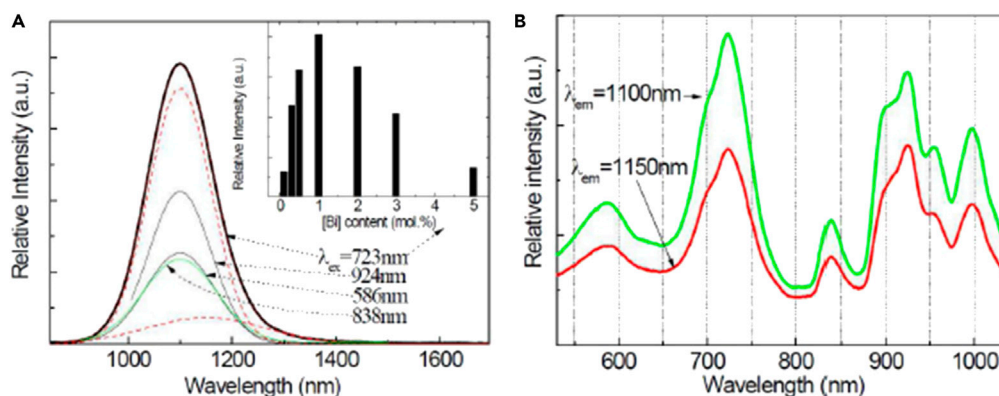 A
Relative Intensity (a.u.)
Relative Intensity (a.u.)
0 1 2 3 4 5
[Bi] content (mol.%)
λex=723nm
924nm
586nm
838nm
1000 1200 1400 1600
Wavelength (nm)
B
Relative intensity (a.u.)
λem=1100nm
λem=1150nm
600 700 800 900 1000
Wavelength (nm)